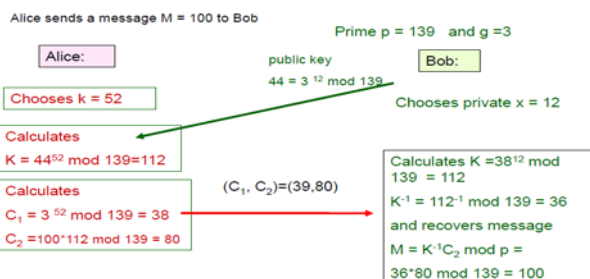 Alice sends a message M = 100 to Bob
Prime p = 139 and g =3
Alice:
public key
Bob:
44 = 3 ¹² mod 139
Chooses k = 52
Chooses private x = 12
Calculates
K = 44⁵² mod 139=112
Calculates
C₁ = 3 ⁵² mod 139 = 38
C₂ =100*112 mod 139 = 80
(C₁, C₂)=(39,80)
Calculates K =38¹² mod
139 = 112
K⁻¹ = 112⁻¹ mod 139 = 36
and recovers message
M = K⁻¹C₂ mod p =
36*80 mod 139 = 100